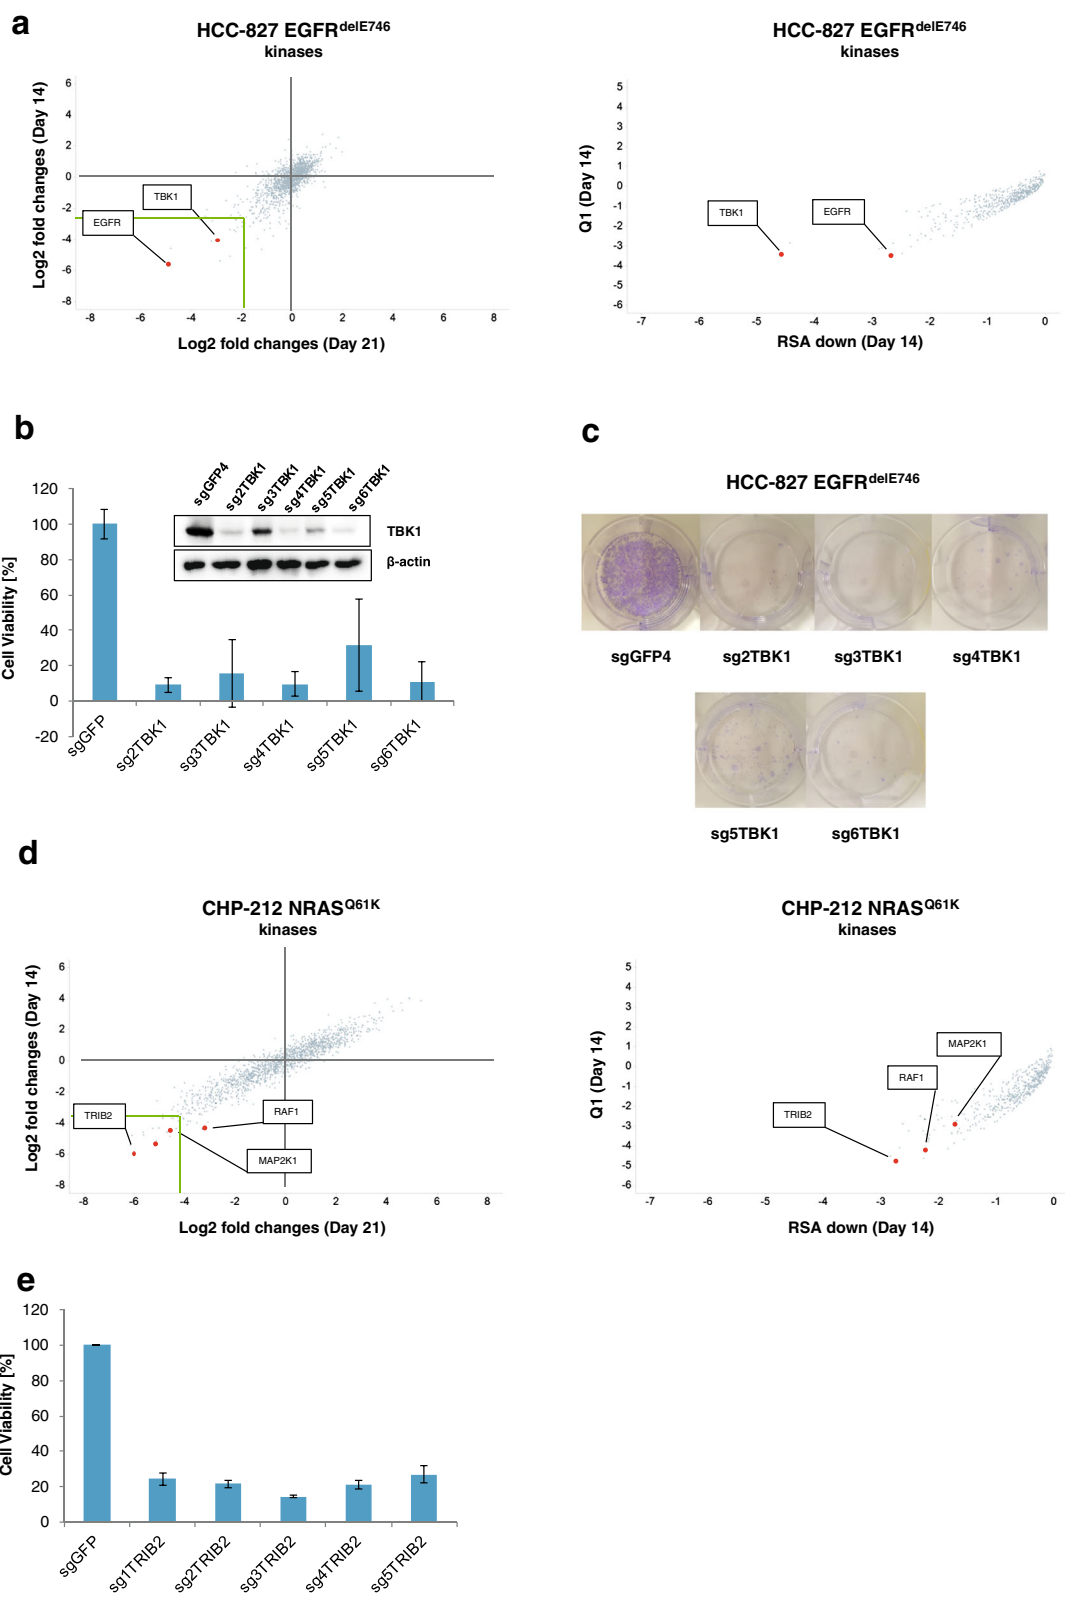 a
HCC-827 EGFRdelE746
kinases
Log2 fold changes (Day 14)
6
4
2
0
-2
-4
-6
-8
TBK1
EGFR
-8 -6 -4 -2 0 2 4 6 8
Log2 fold changes (Day 21)
HCC-827 EGFRdelE746
kinases
Q1 (Day 14)
5
4
3
2
1
0
-1
-2
-3
-4
-5
-6
TBK1
EGFR
-7 -6 -5 -4 -3 -2 -1 0
RSA down (Day 14)
b
Cell Viability [%]
120
100
80
60
40
20
0
-20
sgGFP4 sg2TBK1 sg3TBK1 sg4TBK1 sg5TBK1 sg6TBK1
TBK1
β-actin
sgGFP sg2TBK1 sg3TBK1 sg4TBK1 sg5TBK1 sg6TBK1
c
HCC-827 EGFRdelE746
sgGFP4 sg2TBK1 sg3TBK1 sg4TBK1
sg5TBK1 sg6TBK1
d
CHP-212 NRASQ61K
kinases
Log2 fold changes (Day 14)
6
4
2
0
-2
-4
-6
-8
TRIB2
RAF1
MAP2K1
-8 -6 -4 -2 0 2 4 6 8
Log2 fold changes (Day 21)
CHP-212 NRASQ61K
kinases
Q1 (Day 14)
5
4
3
2
1
0
-1
-2
-3
-4
-5
-6
MAP2K1
RAF1
TRIB2
-7 -6 -5 -4 -3 -2 -1 0
RSA down (Day 14)
e
Cell Viability [%]
120
100
80
60
40
20
0
sgGFP sg1TRIB2 sg2TRIB2 sg3TRIB2 sg4TRIB2 sg5TRIB2